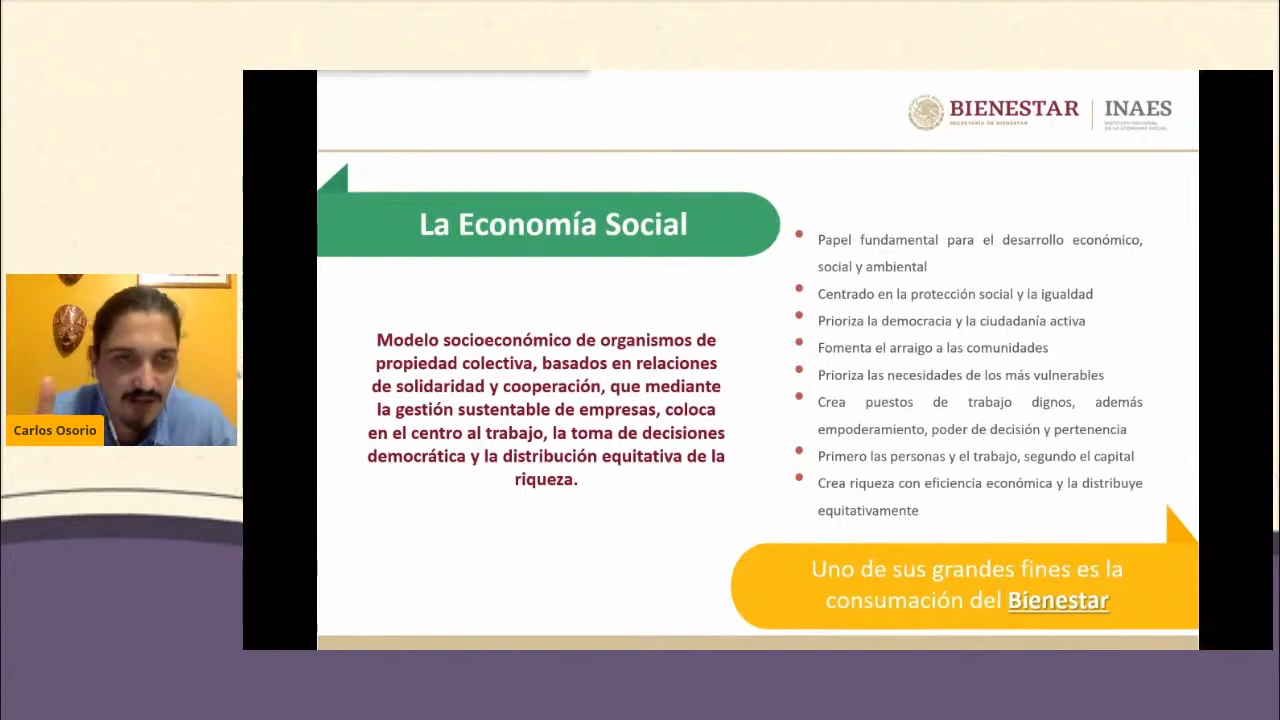 BIENESTAR
SECRETARÍA DE BIENESTAR
INAES
INSTITUTO NACIONAL
DE LA ECONOMÍA SOCIAL
La Economía Social
Modelo socioeconómico de organismos de
propiedad colectiva, basados en relaciones
de solidaridad y cooperación, que mediante
la gestión sustentable de empresas, coloca
en el centro al trabajo, la toma de decisiones
democrática y la distribución equitativa de la
riqueza.
Papel fundamental para el desarrollo económico,
social y ambiental
Centrado en la protección social y la igualdad
Prioriza la democracia y la ciudadanía activa
Fomenta el arraigo a las comunidades
Prioriza las necesidades de los más vulnerables
Crea puestos de trabajo dignos, además
empoderamiento, poder de decisión y pertenencia
Primero las personas y el trabajo, segundo el capital
Crea riqueza con eficiencia económica y la distribuye
equitativamente
Uno de sus grandes fines es la
consumación del Bienestar
Carlos Osorio